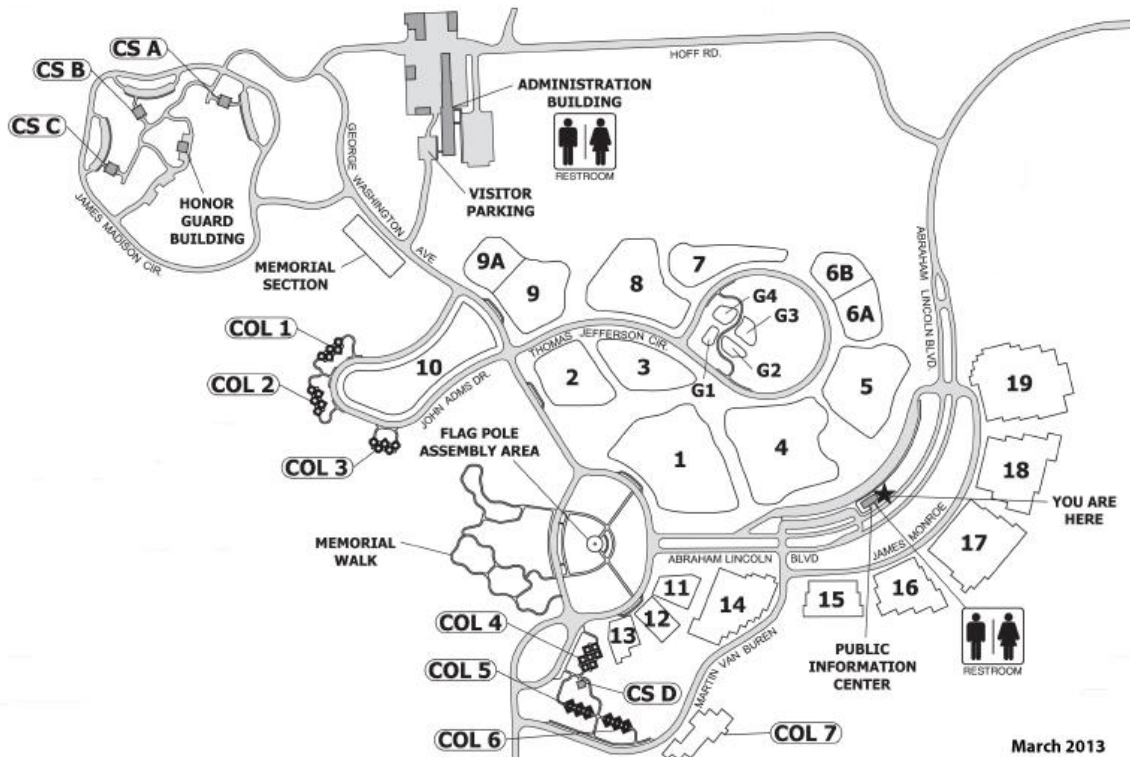 CS A
CS B
CS C
HOFF RD.
ADMINISTRATION
BUILDING
RESTROOM
GEORGE WASHINGTON
AVE
VISITOR
PARKING
HONOR
GUARD
BUILDING
JAMES MADISON CIR.
MEMORIAL
SECTION
ABRAHAM LINCOLN BLVD.
9A
9
8
7
6B
6A
G4
G3
G2
G1
COL 1
COL 2
COL 3
10
THOMAS JEFFERSON CIR.
JOHN ADMS DR.
2
3
5
19
FLAG POLE
ASSEMBLY AREA
1
4
18
YOU ARE
HERE
MEMORIAL
WALK
ABRAHAM LINCOLN
BLVD
JAMES MONROE
17
11
12
13
14
15
16
COL 4
COL 5
CS D
COL 6
COL 7
MARTIN VAN BUREN
PUBLIC
INFORMATION
CENTER
RESTROOM
March 2013